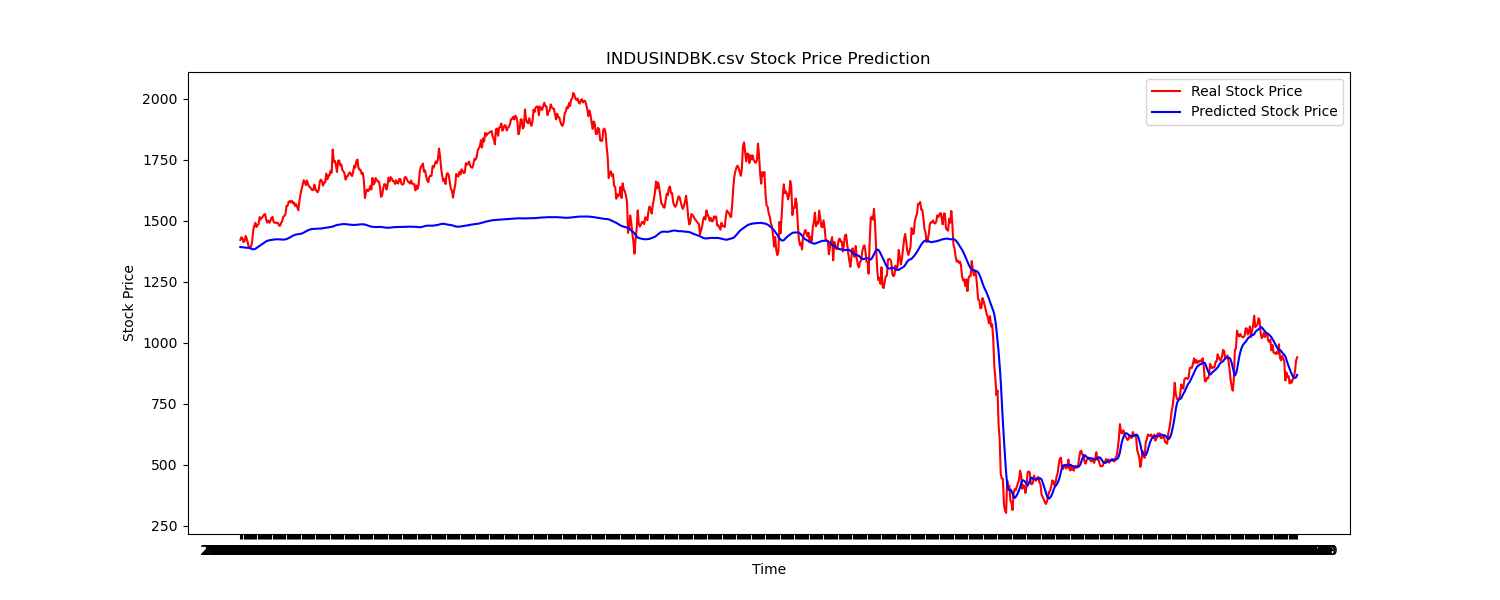 INDUSINDBK.csv Stock Price Prediction
Real Stock Price
Predicted Stock Price
Stock Price
2000
1750
1500
1250
1000
750
500
250
Time